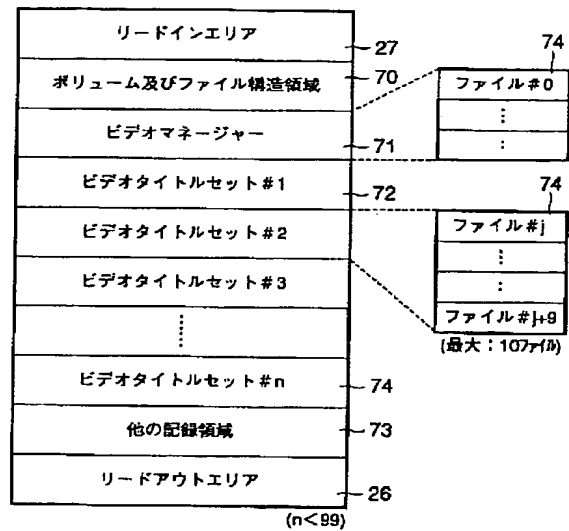 リードインエリア
27
ボリューム及びファイル構造領域
70
ビデオマネージャー
71
ビデオタイトルセット#1
72
ビデオタイトルセット#2
ビデオタイトルセット#3
ビデオタイトルセット#n
74
他の記録領域
73
リードアウトエリア
26
(n<99)
74
ファイル#0
74
ファイル#j
ファイル#j+9
(最大:10ファイル)